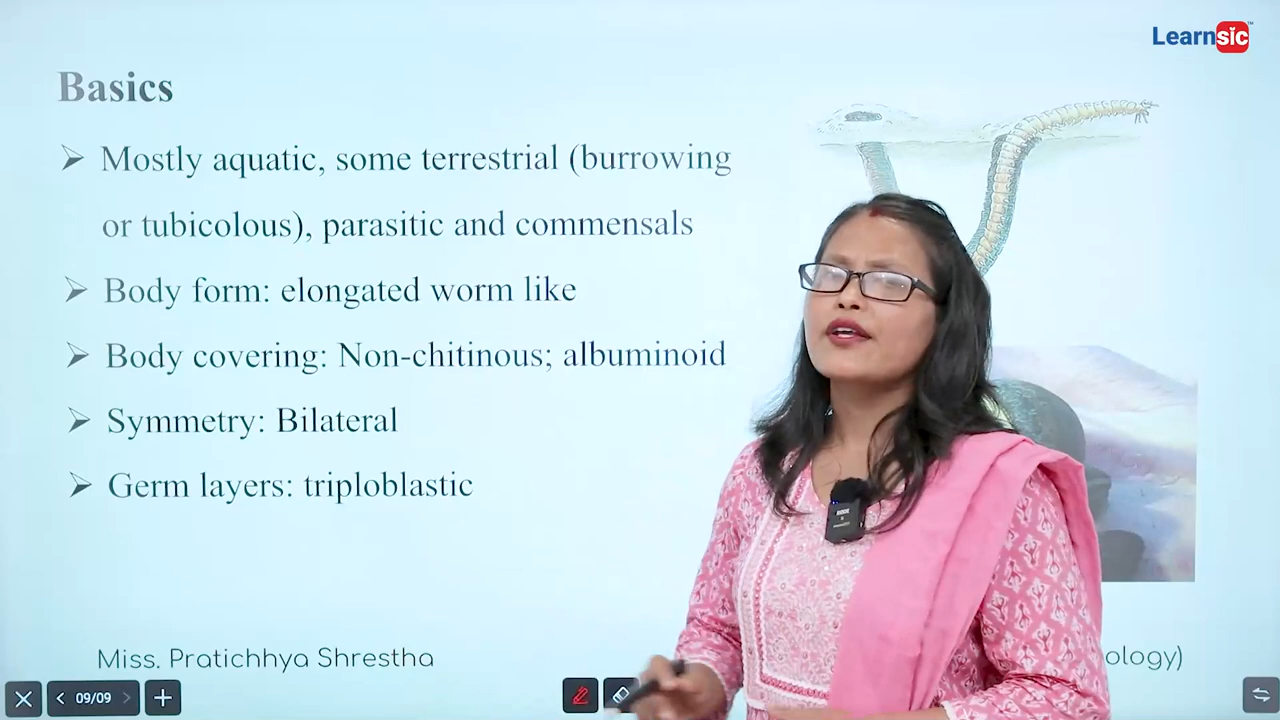 Learnsic
Basics
Mostly aquatic, some terrestrial (burrowing
or tubicolous), parasitic and commensals
Body form: elongated worm like
Body covering: Non-chitinous; albuminoid
Symmetry: Bilateral
Germ layers: triploblastic
Miss. Pratichhya Shrestha
ology)
09/09
RODE